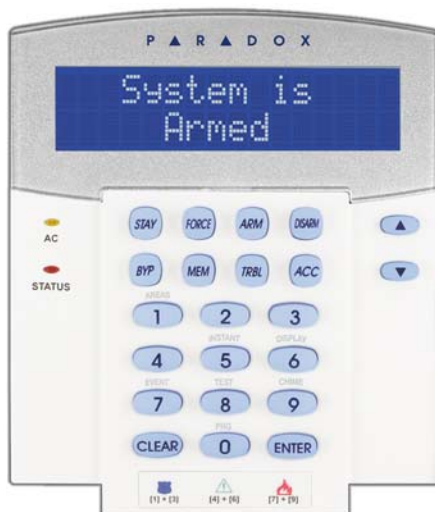 PARADOX
System is
Armed
AC
STATUS
STAY FORCE ARM DISARM
BYP MEM TRBL ACC
AREAS
1 2 3
INSTANT DISPLAY
4 5 6
EVENT TEST CHIME
7 8 9
PRG
CLEAR 0 ENTER
[1] + [3] [4] + [6] [7] + [9]